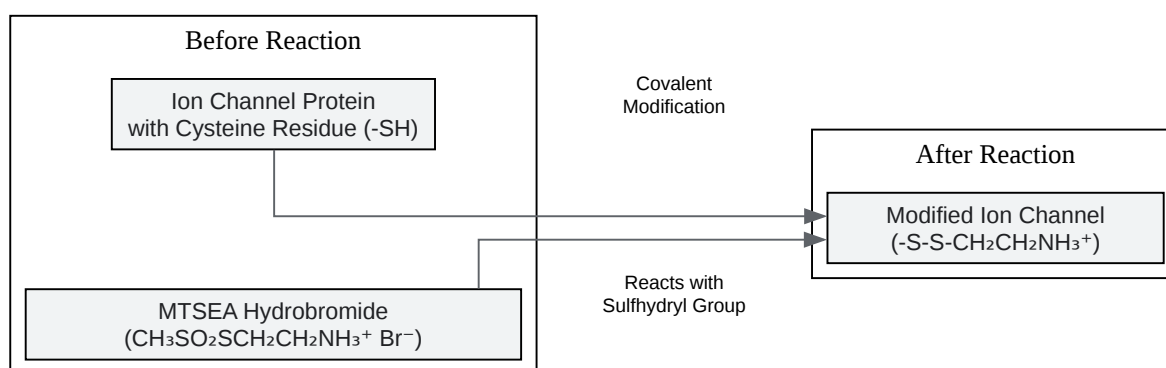 Before Reaction
Ion Channel Protein
with Cysteine Residue (-SH)
MTSEA Hydrobromide
(CH₃SO₂SCH₂CH₂NH₃⁺ Br⁻)
Covalent
Modification
Reacts with
Sulfhydryl Group
After Reaction
Modified Ion Channel
(-S-S-CH₂CH₂NH₃⁺)